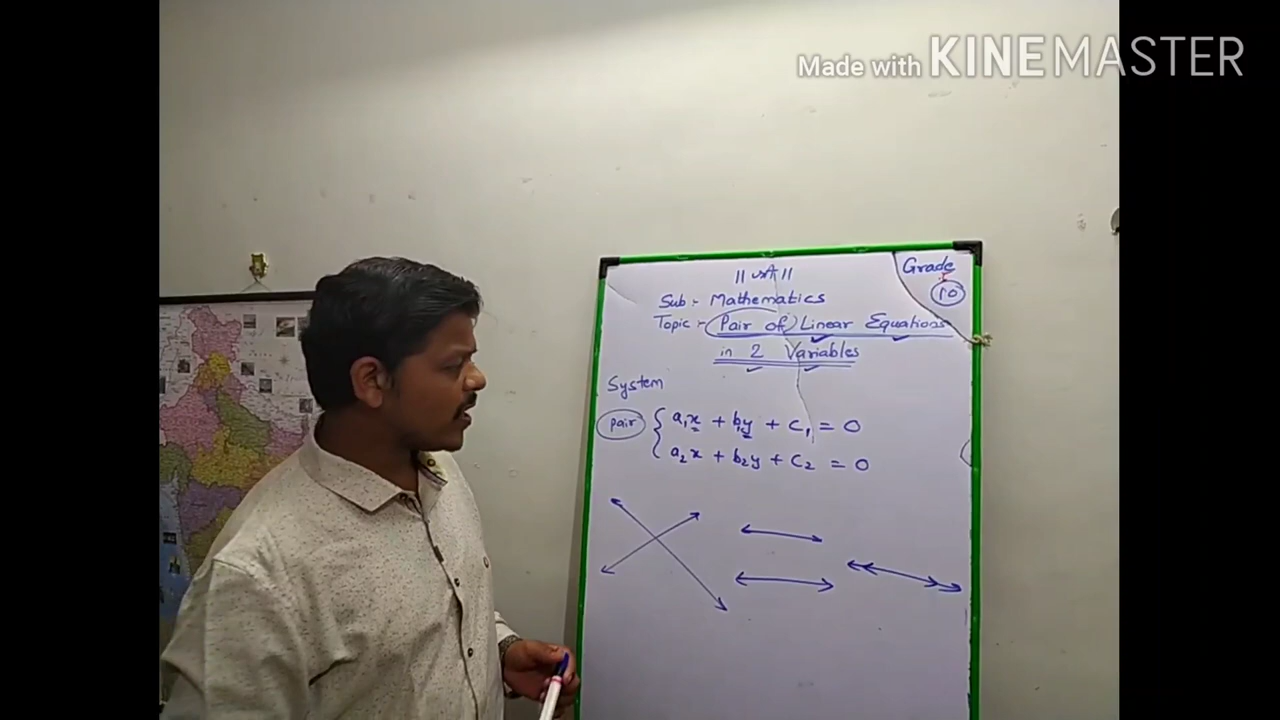 Made with KINEMASTER
Grade
10
Sub :- Mathematics
Topic :- Pair of Linear Equations
in 2 Variables
System
pair
a₁x + b₁y + c₁ = 0
a₂x + b₂y + c₂ = 0